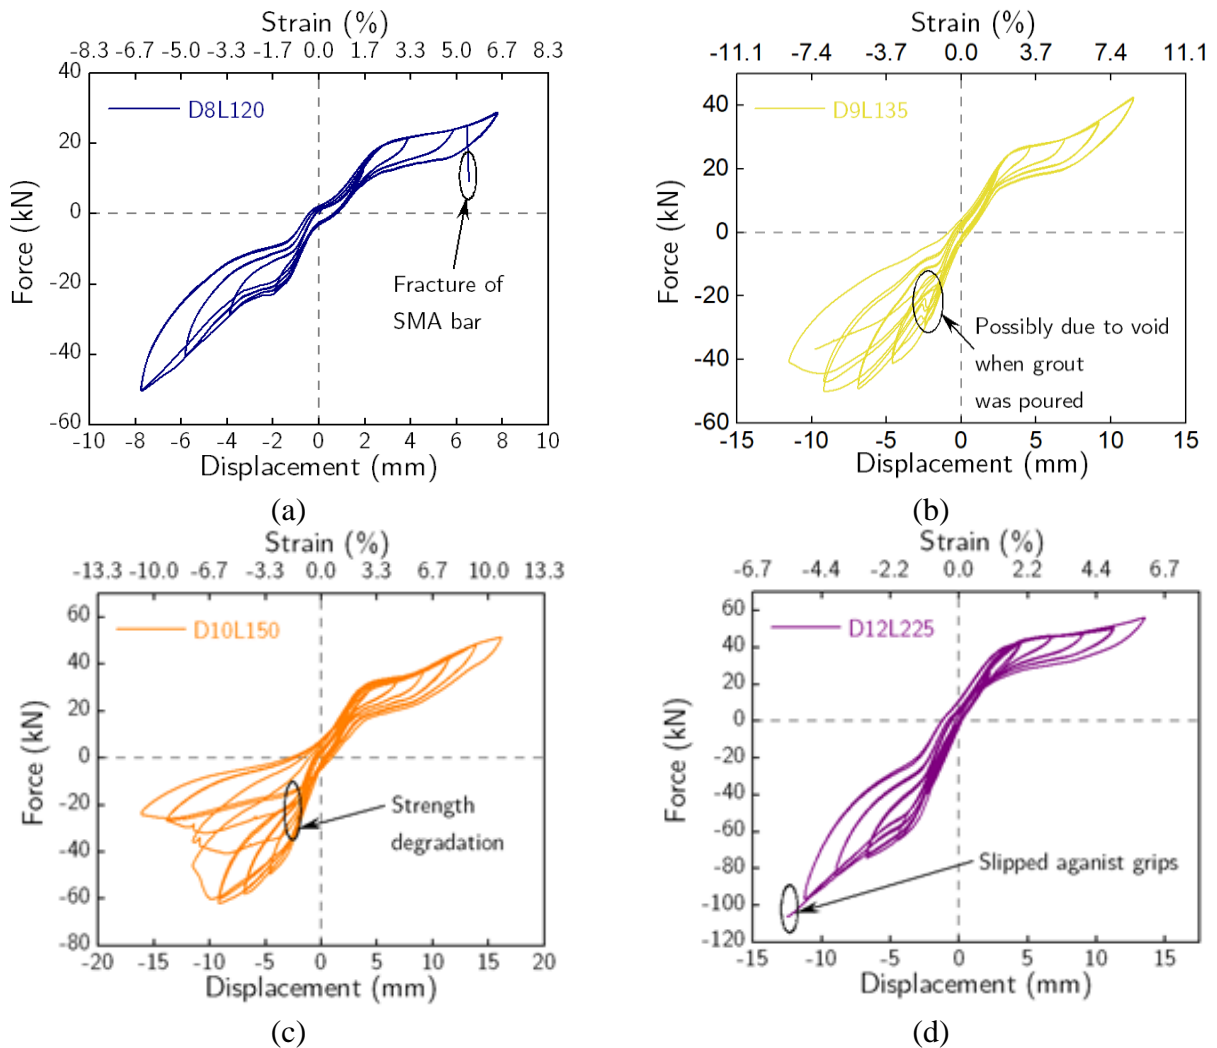 Strain (%)
-8.3 -6.7 -5.0 -3.3 -1.7 0.0 1.7 3.3 5.0 6.7 8.3
40
20
0
-20
-40
-60
Force (kN)
D8L120
Fracture of
SMA bar
-10 -8 -6 -4 -2 0 2 4 6 8 10
Displacement (mm)
(a)
Strain (%)
-11.1 -7.4 -3.7 0.0 3.7 7.4 11.1
40
20
0
-20
-40
-60
Force (kN)
D9L135
Possibly due to void
when grout
was poured
-15 -10 -5 0 5 10 15
Displacement (mm)
(b)
Strain (%)
-13.3 -10.0 -6.7 -3.3 0.0 3.3 6.7 10.0 13.3
60
40
20
0
-20
-40
-60
-80
Force (kN)
D10L150
Strength
degradation
-20 -15 -10 -5 0 5 10 15 20
Displacement (mm)
(c)
Strain (%)
-6.7 -4.4 -2.2 0.0 2.2 4.4 6.7
60
40
20
0
-20
-40
-60
-80
-100
-120
Force (kN)
D12L225
Slipped aganist grips
-15 -10 -5 0 5 10 15
Displacement (mm)
(d)